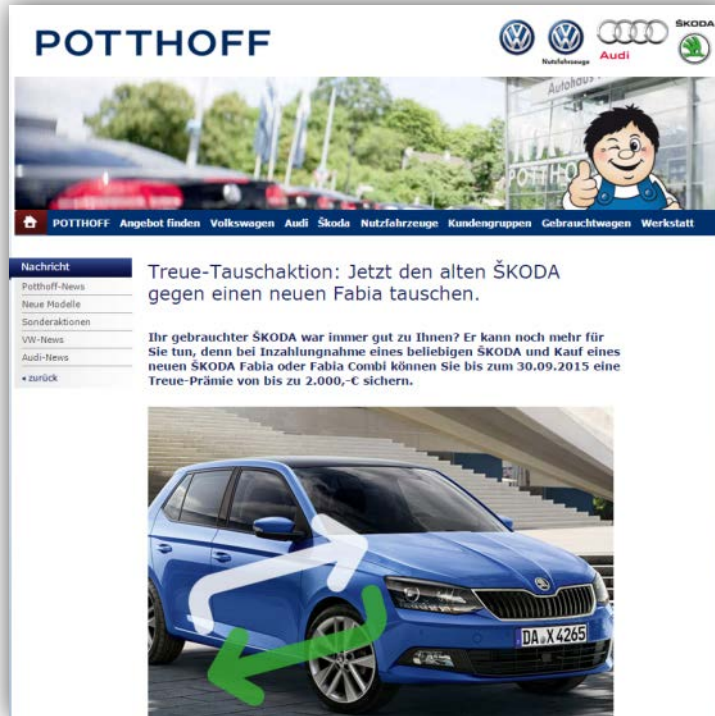 POTTHOFF
Nutzfahrzeuge
Audi
ŠKODA
Autohaus
POTTHOFF
POTTHOFF Angebot finden Volkswagen Audi Škoda Nutzfahrzeuge Kundengruppen Gebrauchtwagen Werkstatt
Nachricht
Potthoff-News
Neue Modelle
Sonderaktionen
VW-News
Audi-News
◂ zurück
Treue-Tauschaktion: Jetzt den alten ŠKODA
gegen einen neuen Fabia tauschen.
Ihr gebrauchter ŠKODA war immer gut zu Ihnen? Er kann noch mehr für
Sie tun, denn bei Inzahlungnahme eines beliebigen ŠKODA und Kauf eines
neuen ŠKODA Fabia oder Fabia Combi können Sie bis zum 30.09.2015 eine
Treue-Prämie von bis zu 2.000,-€ sichern.
DA X 4265